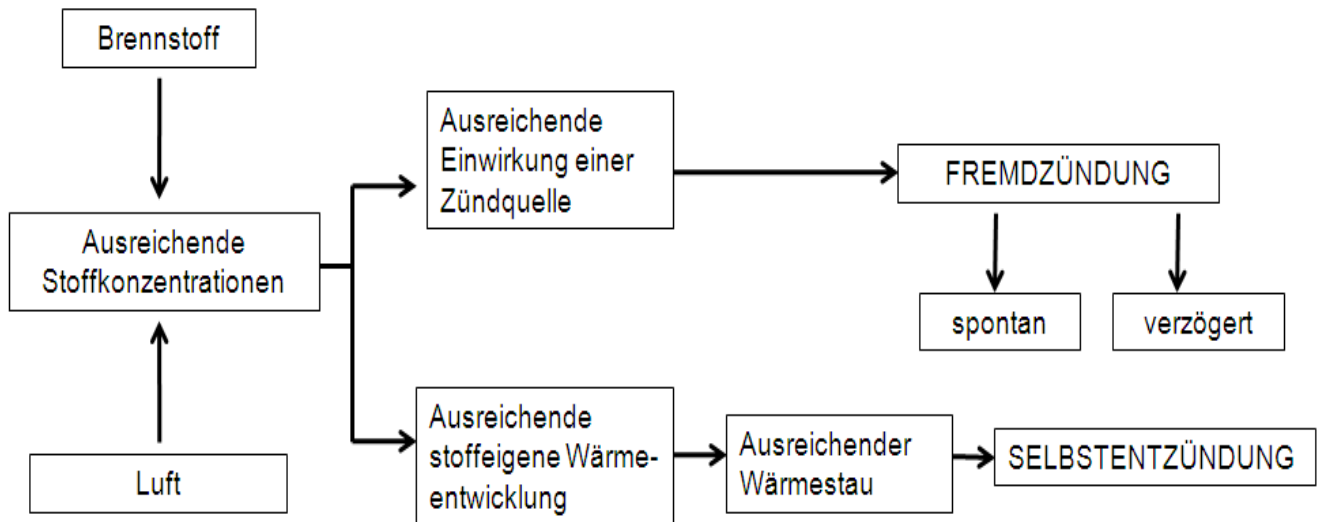 Brennstoff
Ausreichende
Einwirkung einer
Zündquelle
FREMDZÜNDUNG
Ausreichende
Stoffkonzentrationen
spontan
verzögert
Luft
Ausreichende
stoffeigene Wärme-
entwicklung
Ausreichender
Wärmestau
SELBSTENTZÜNDUNG